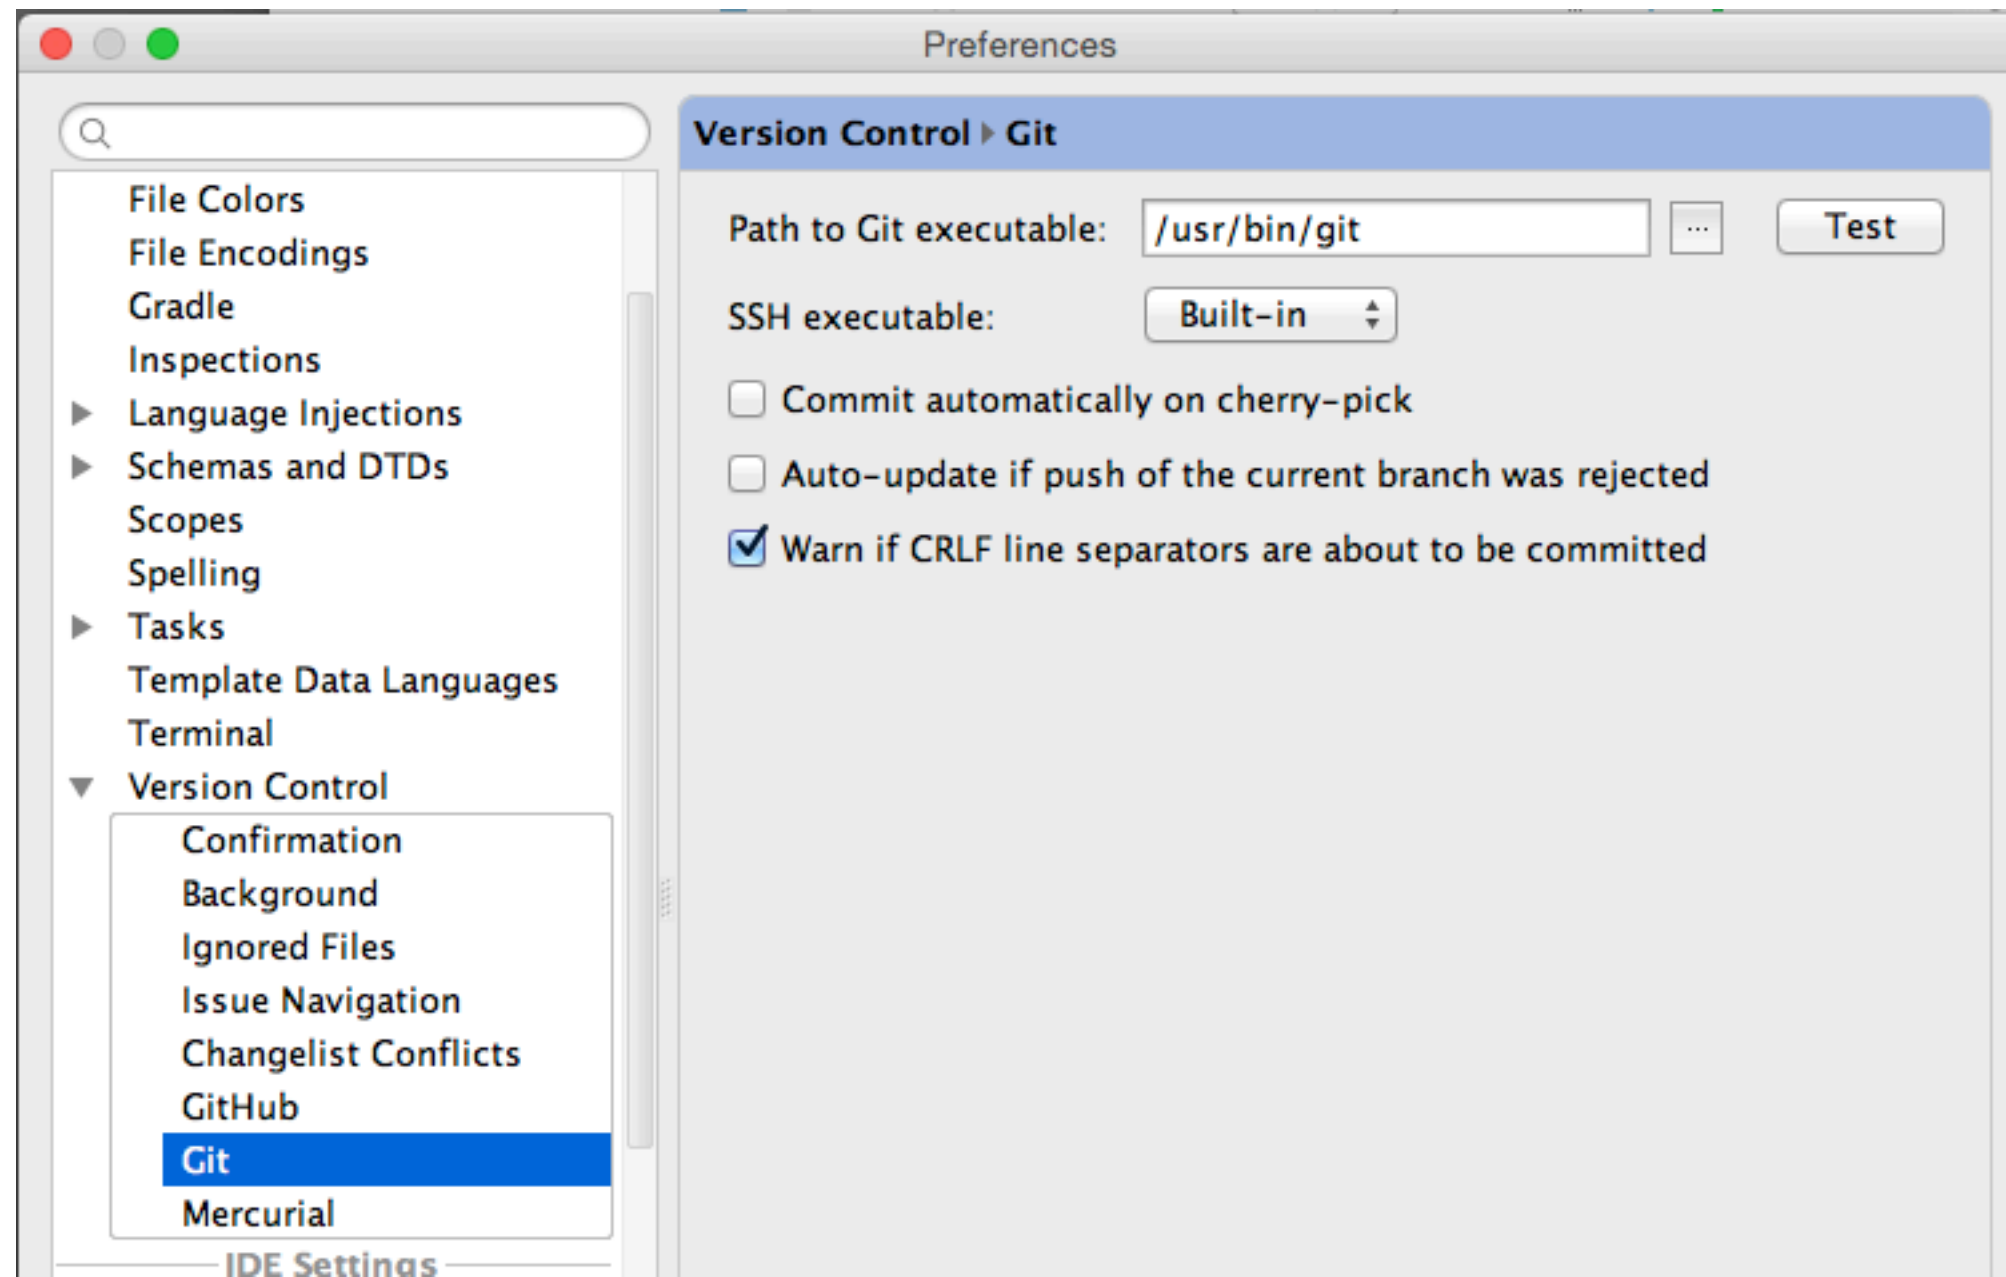 Preferences
File Colors
File Encodings
Gradle
Inspections
Language Injections
Schemas and DTDs
Scopes
Spelling
Tasks
Template Data Languages
Terminal
Version Control
Confirmation
Background
Ignored Files
Issue Navigation
Changelist Conflicts
GitHub
Git
Mercurial
IDE Settings
Version Control Git
Path to Git executable: /usr/bin/git ... Test
SSH executable: Built-in
Commit automatically on cherry-pick
Auto-update if push of the current branch was rejected
Warn if CRLF line separators are about to be committed